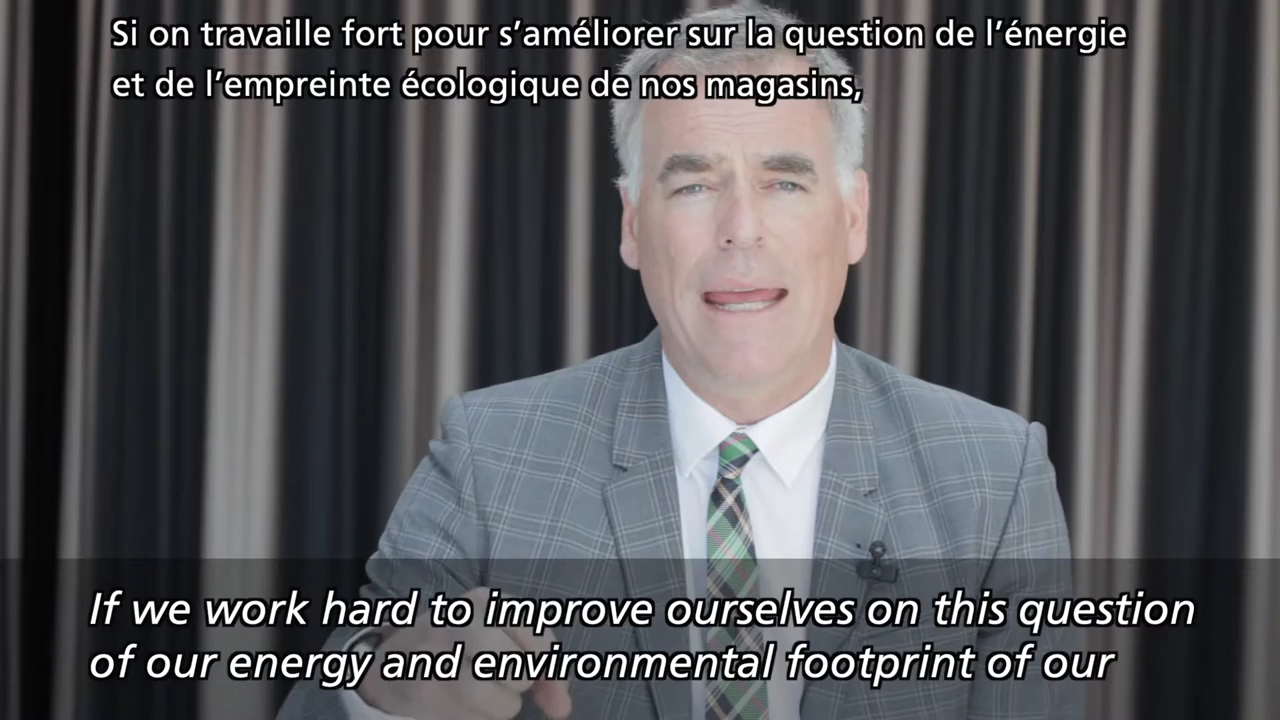 Si on travaille fort pour s’améliorer sur la question de l’énergie
et de l’empreinte écologique de nos magasins,
If we work hard to improve ourselves on this question
of our energy and environmental footprint of our